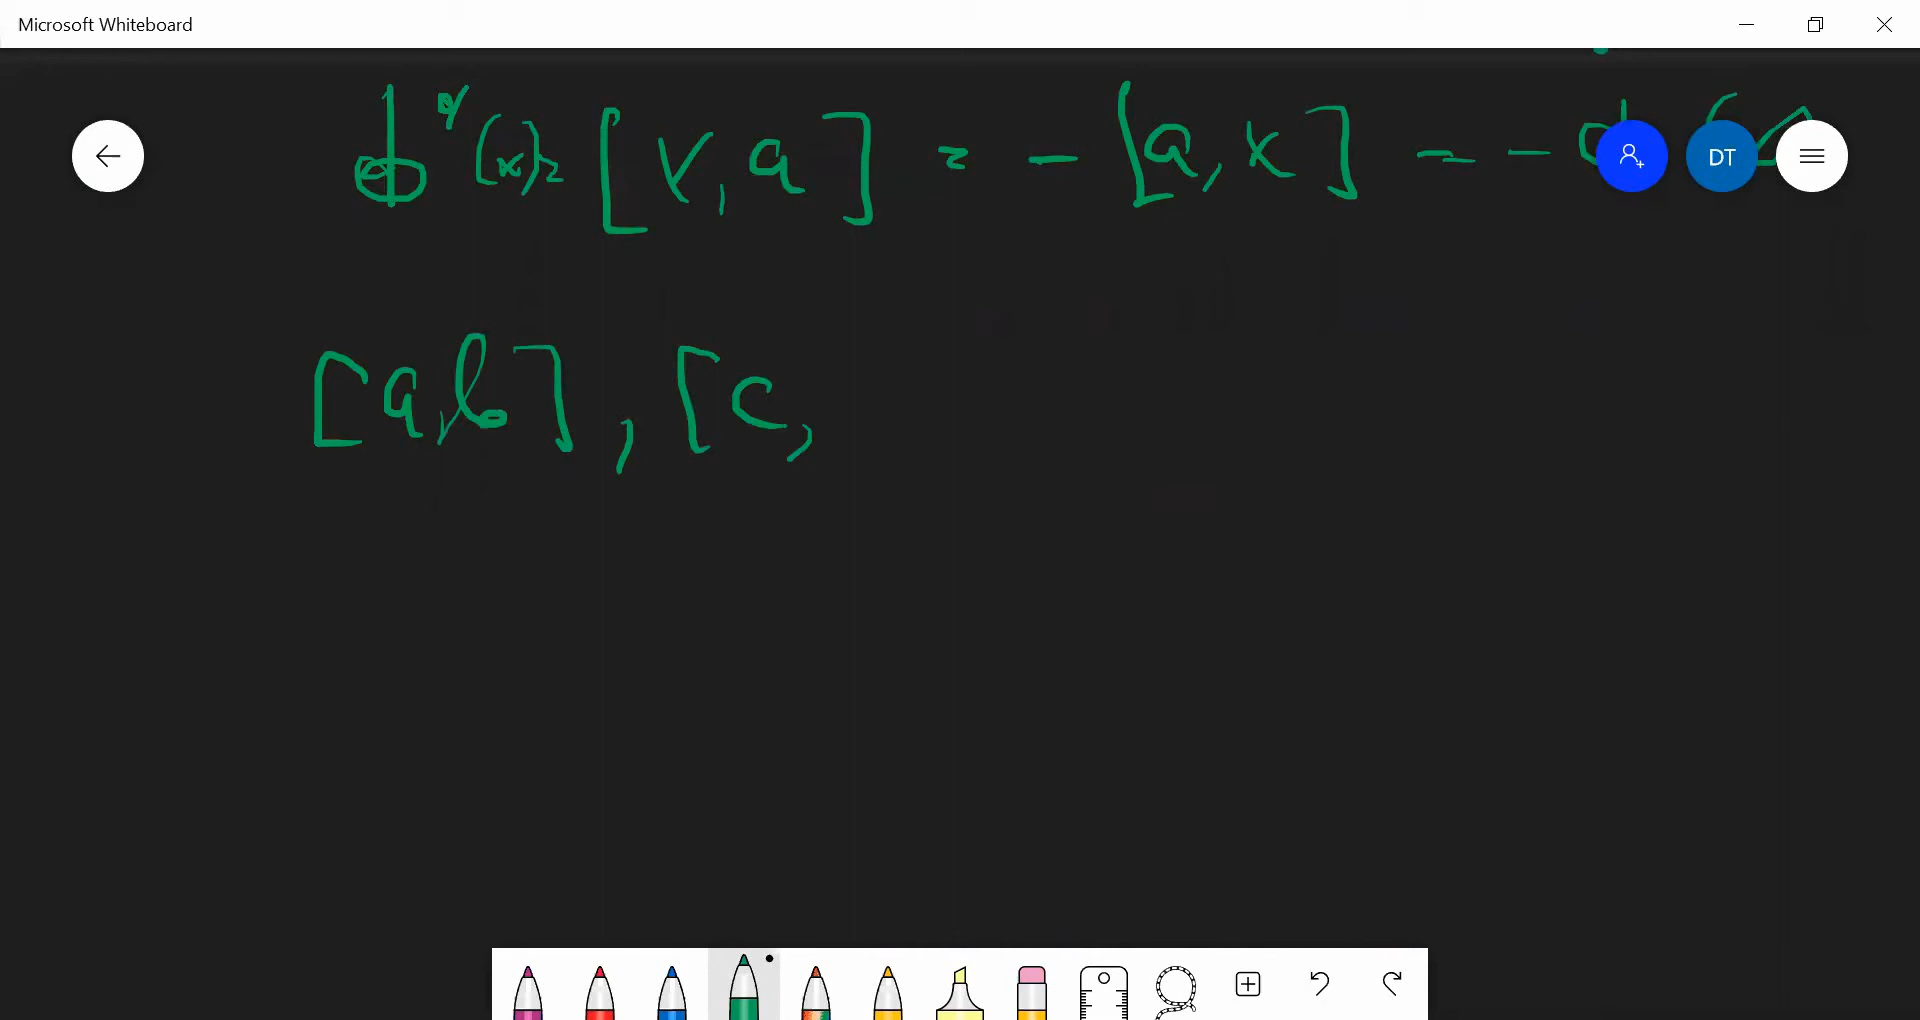 Microsoft Whiteboard
ϕ^y(x) = [x, a] = - [a, x] = -
DT
[a, b], [c,